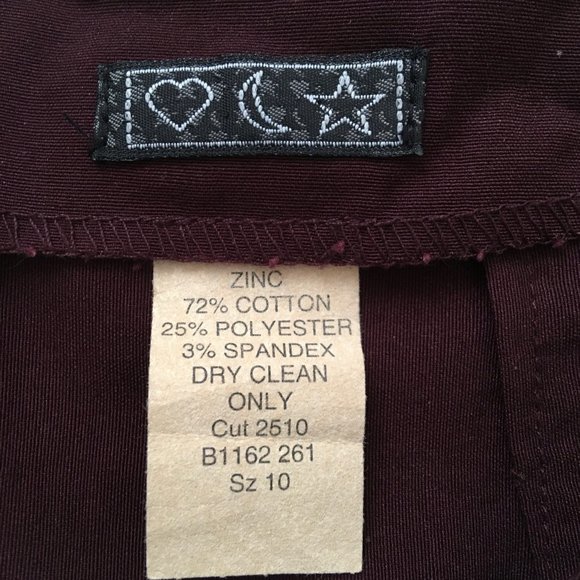 ZINC
72% COTTON
25% POLYESTER
3% SPANDEX
DRY CLEAN
ONLY
Cut 2510
B1162 261
Sz 10